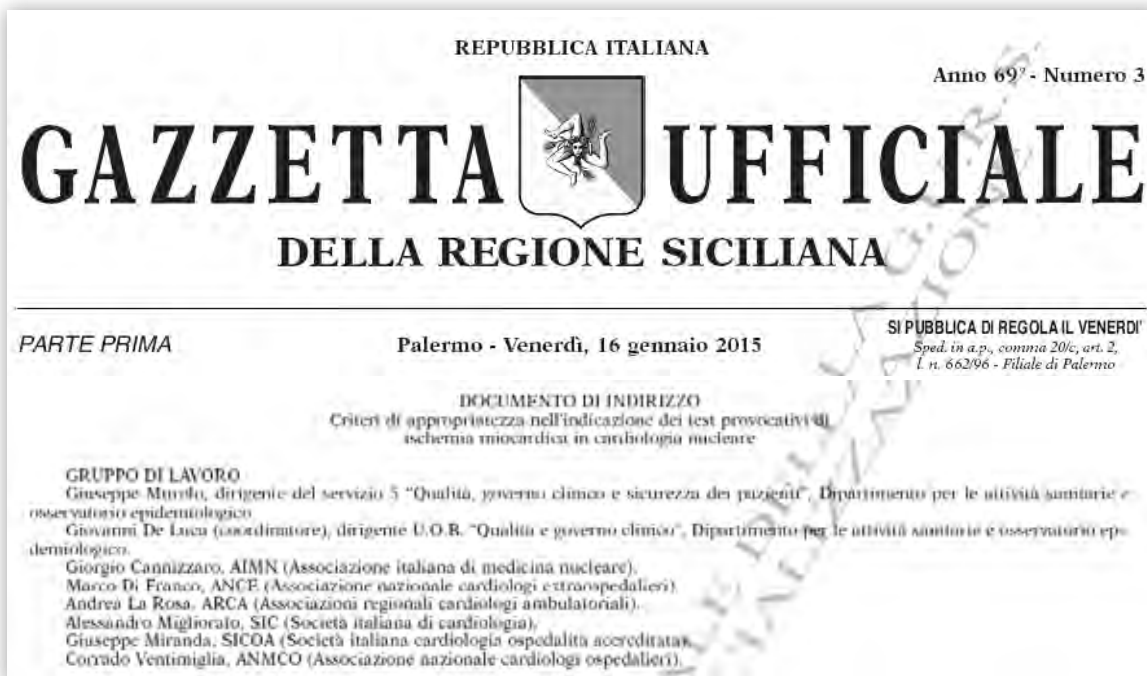 REPUBBLICA ITALIANA
Anno 69° - Numero 3
GAZZETTA UFFICIALE
DELLA REGIONE SICILIANA
PARTE PRIMA
Palermo - Venerdì, 16 gennaio 2015
SI PUBBLICA DI REGOLA IL VENERDI'
Sped. in a.p., comma 20/c, art. 2,
l. n. 662/96 - Filiale di Palermo
DOCUMENTO DI INDIRIZZO
Criteri di appropriatezza nell'indicazione dei test provocativi di
ischemia miocardica in cardiologia nucleare
GRUPPO DI LAVORO
Giuseppe Murolo, dirigente del servizio 5 "Qualità, governo clinico e sicurezza dei pazienti", Dipartimento per le attività sanitarie e
osservatorio epidemiologico
Giovanni De Luca (coordinatore), dirigente U.O.B. "Qualità e governo clinico", Dipartimento per le attività sanitarie e osservatorio epi-
demiologico.
Giorgio Cannizzaro, AIMN (Associazione italiana di medicina nucleare).
Marco Di Franco, ANCE (Associazione nazionale cardiologi extraospedalieri)
Andrea La Rosa, ARCA (Associazioni regionali cardiologi ambulatoriali).
Alessandro Migliorato, SIC (Società italiana di cardiologia).
Giuseppe Miranda, SICOA (Società italiana cardiologia ospedalità accreditata).
Corrado Ventimiglia, ANMCO (Associazione nazionale cardiologi ospedalieri).